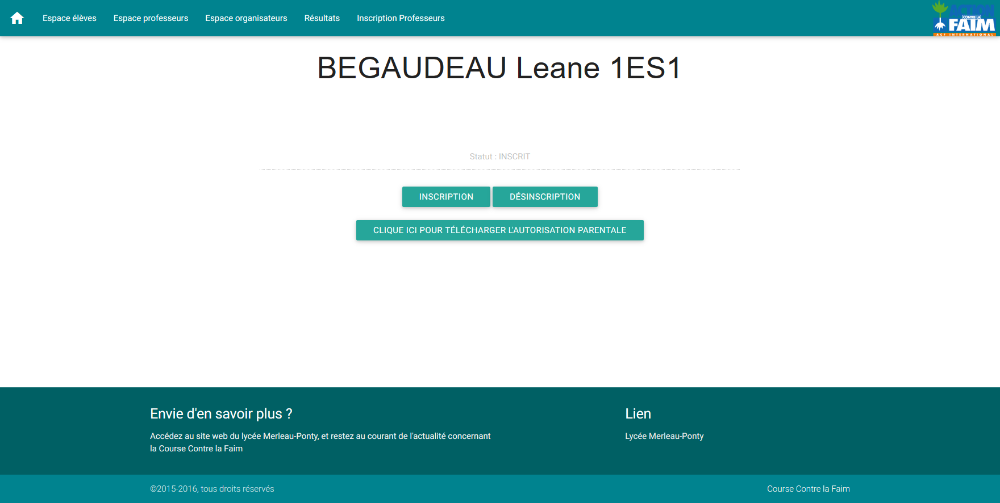 Espace élèves Espace professeurs Espace organisateurs Résultats Inscription Professeurs
ACTION
CONTRE LA
FAIM
ACF INTERNATIONAL
BEGAUDEAU Leane 1ES1
Statut : INSCRIT
INSCRIPTION DÉSINSCRIPTION
CLIQUE ICI POUR TÉLÉCHARGER L'AUTORISATION PARENTALE
Envie d'en savoir plus ?
Accédez au site web du lycée Merleau-Ponty, et restez au courant de l'actualité concernant
la Course Contre la Faim
Lien
Lycée Merleau-Ponty
©2015-2016, tous droits réservés
Course Contre la Faim